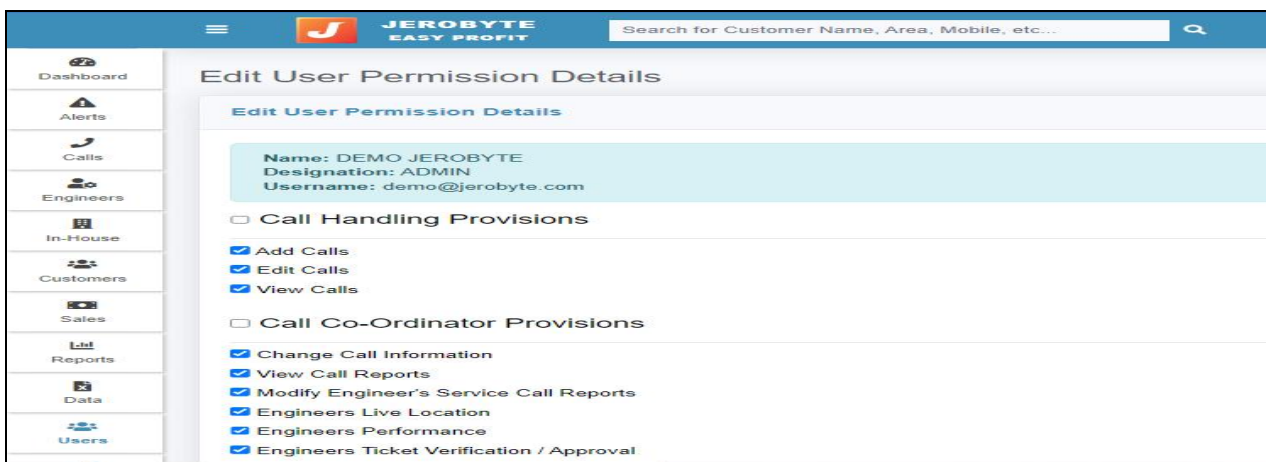 JEROBYTE
EASY PROFIT
Search for Customer Name, Area, Mobile, etc...
Dashboard
Alerts
Calls
Engineers
In-House
Customers
Sales
Reports
Data
Users
Edit User Permission Details
Edit User Permission Details
Name: DEMO JEROBYTE
Designation: ADMIN
Username: demo@jerobyte.com
Call Handling Provisions
Add Calls
Edit Calls
View Calls
Call Co-Ordinator Provisions
Change Call Information
View Call Reports
Modify Engineer's Service Call Reports
Engineers Live Location
Engineers Performance
Engineers Ticket Verification / Approval